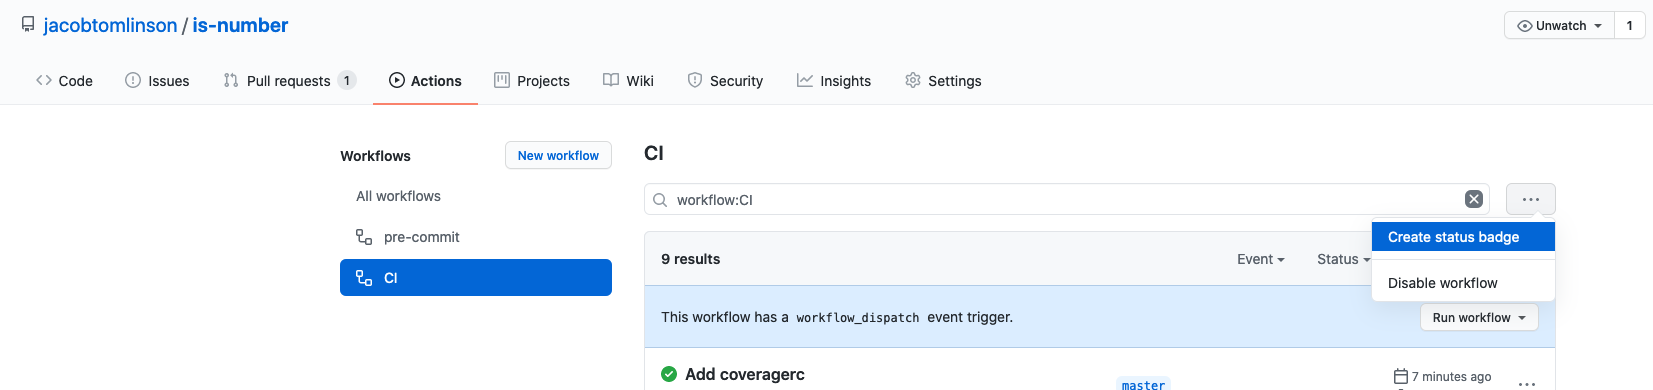 jacobtomlinson / is-number
Unwatch 1
Code Issues Pull requests 1 Actions Projects Wiki Security Insights Settings
Workflows New workflow
All workflows
pre-commit
CI
CI
workflow:CI
Create status badge
Disable workflow
9 results Event Status
This workflow has a workflow_dispatch event trigger. Run workflow
Add coveragerc master 7 minutes ago